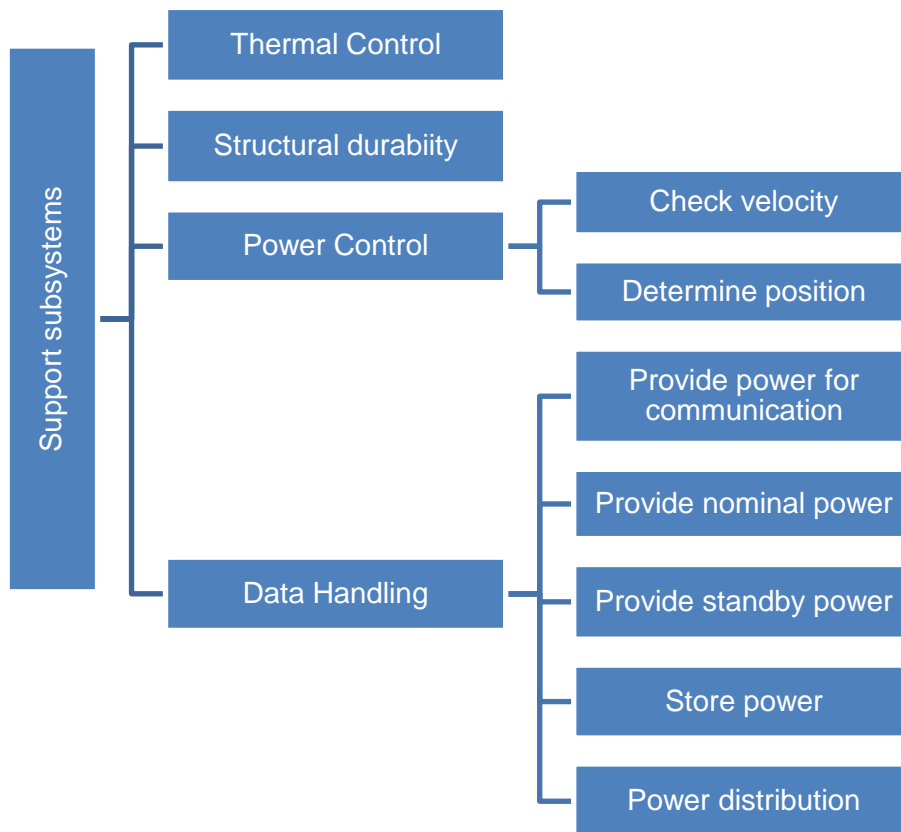 Support subsystems
Thermal Control
Structural durabiity
Power Control
Check velocity
Determine position
Data Handling
Provide power for
communication
Provide nominal power
Provide standby power
Store power
Power distribution